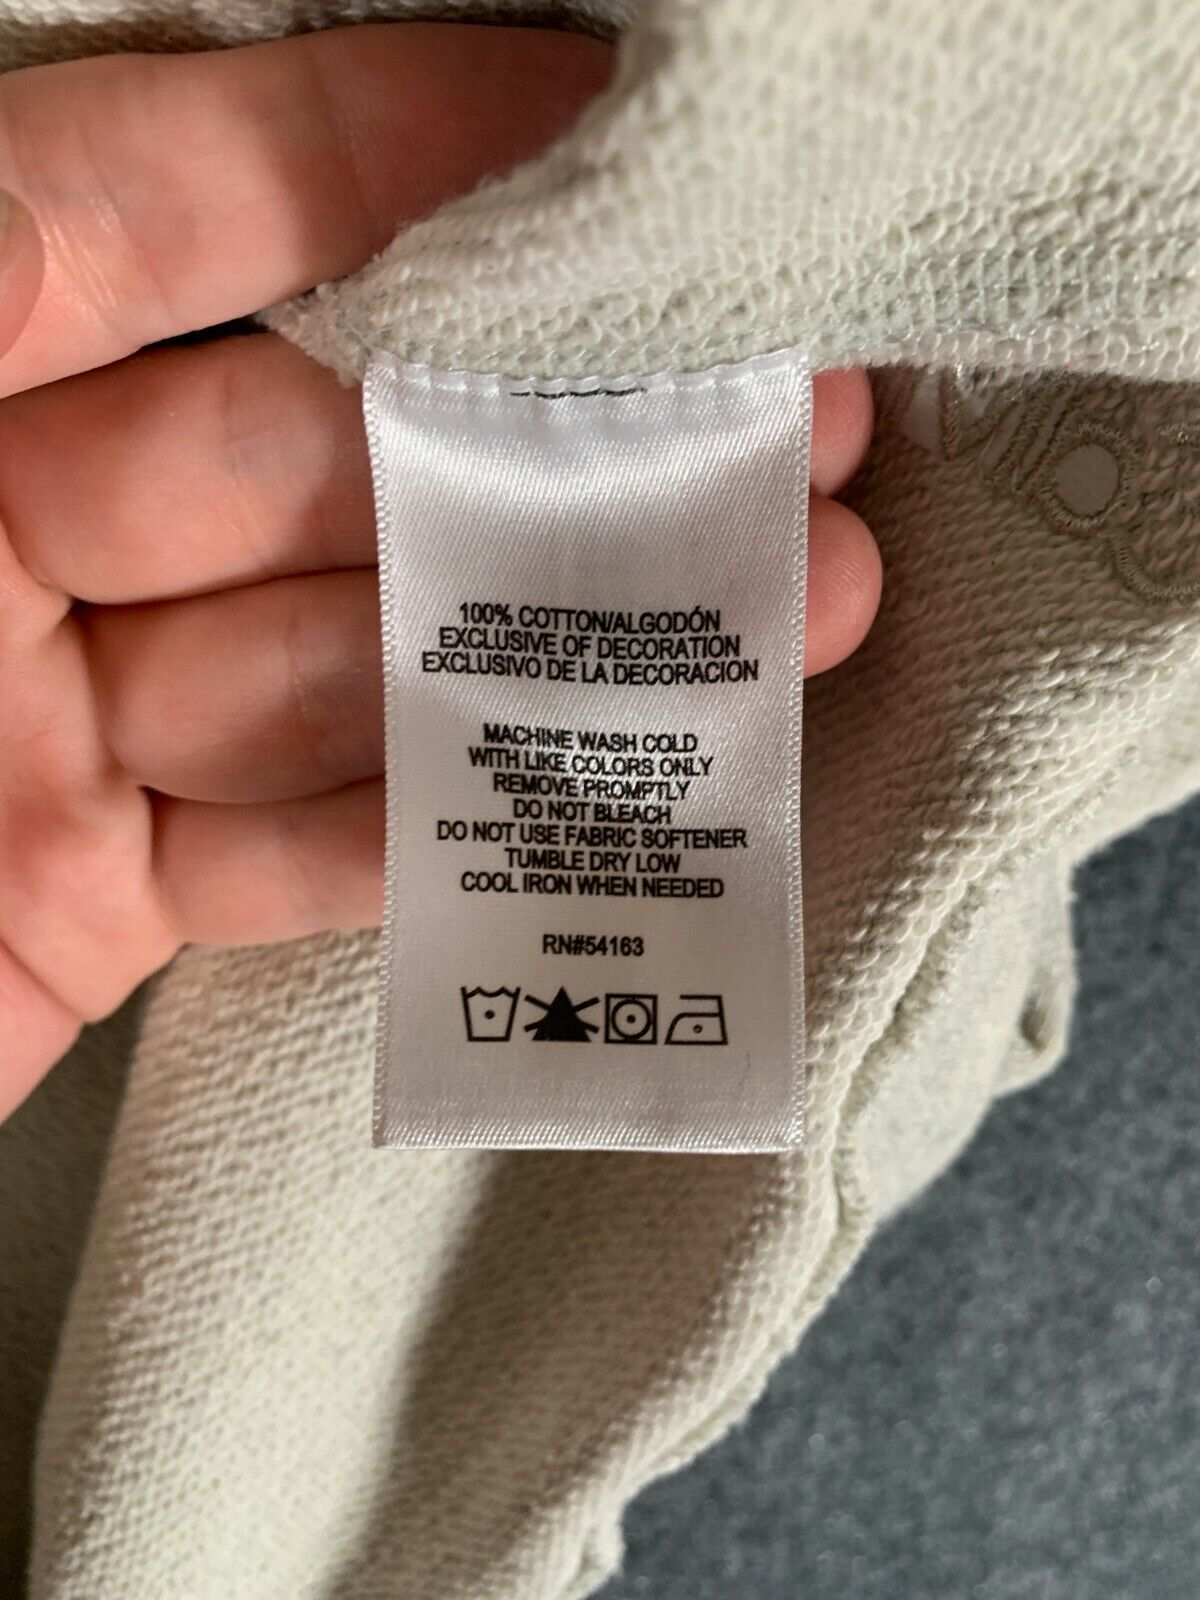 100% COTTON/ALGODÓN
EXCLUSIVE OF DECORATION
EXCLUSIVO DE LA DECORACION
MACHINE WASH COLD
WITH LIKE COLORS ONLY
REMOVE PROMPTLY
DO NOT BLEACH
DO NOT USE FABRIC SOFTENER
TUMBLE DRY LOW
COOL IRON WHEN NEEDED
RN#54163